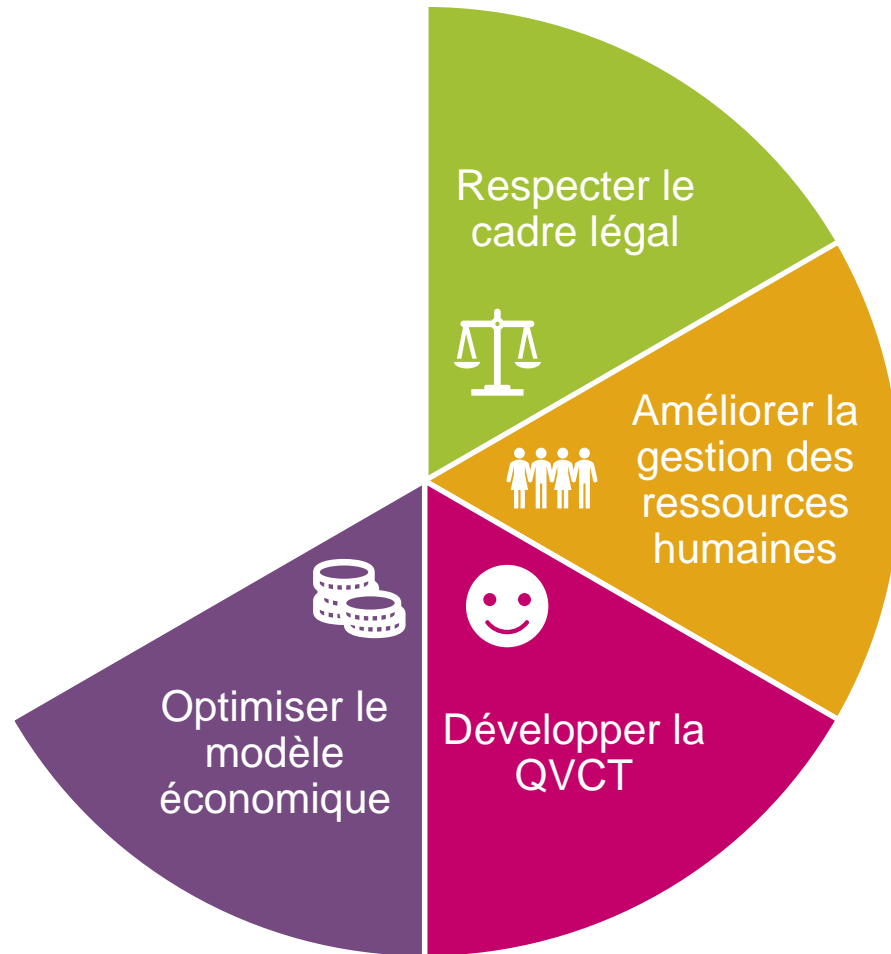 Respecter le
cadre légal
Améliorer la
gestion des
ressources
humaines
Développer la
QVCT
Optimiser le
modèle
économique